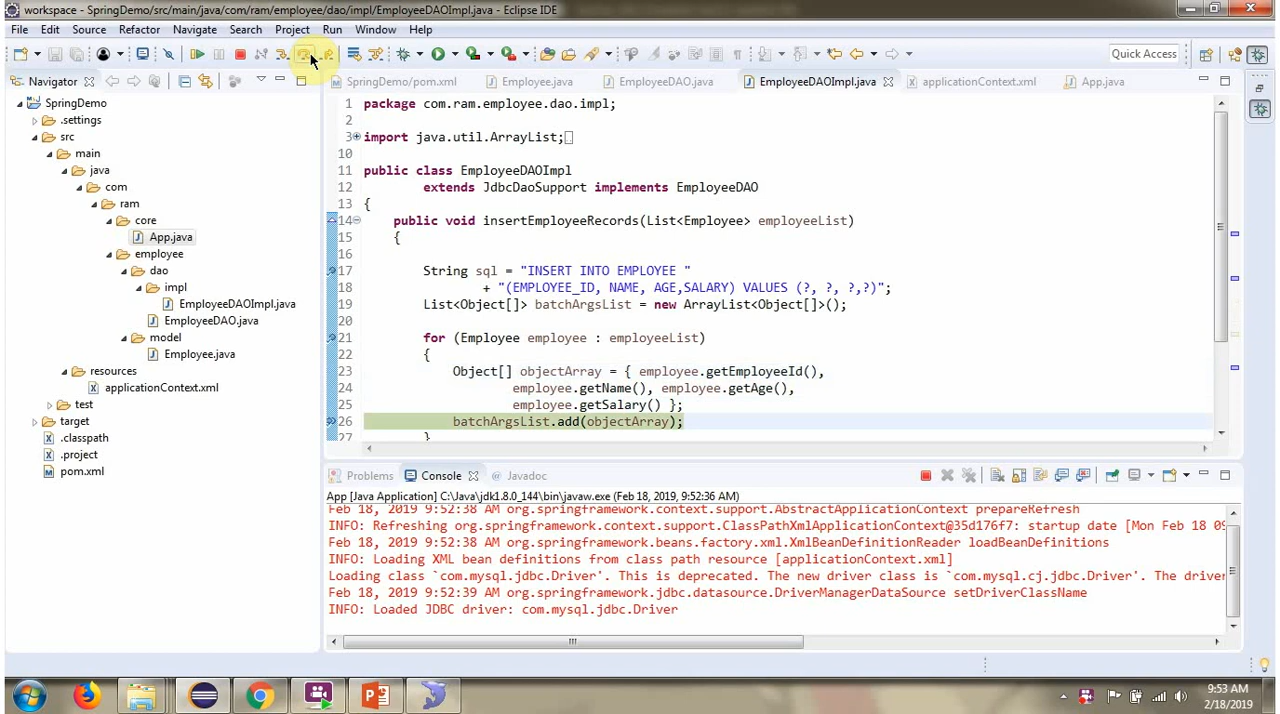 workspace - SpringDemo/src/main/java/com/ram/employee/dao/impl/EmployeeDAOImpl.java - Eclipse IDE
File Edit Source Refactor Navigate Search Project Run Window Help
Quick Access
Navigator
SpringDemo/pom.xml Employee.java EmployeeDAO.java EmployeeDAOImpl.java applicationContext.xml App.java
SpringDemo
.settings
src
main
java
com
ram
core
App.java
employee
dao
impl
EmployeeDAOImpl.java
EmployeeDAO.java
model
Employee.java
resources
applicationContext.xml
test
target
.classpath
.project
pom.xml
1 package com.ram.employee.dao.impl;
2
3 import java.util.ArrayList;
10
11 public class EmployeeDAOImpl
12 extends JdbcDaoSupport implements EmployeeDAO
13 {
14 public void insertEmployeeRecords(List<Employee> employeeList)
15 {
16
17 String sql = "INSERT INTO EMPLOYEE "
18 + "(EMPLOYEE_ID, NAME, AGE,SALARY) VALUES (?, ?, ?,?)";
19 List<Object[]> batchArgsList = new ArrayList<Object[]>();
20
21 for (Employee employee : employeeList)
22 {
23 Object[] objectArray = { employee.getEmployeeId(),
24 employee.getName(), employee.getAge(),
25 employee.getSalary() };
26 batchArgsList.add(objectArray);
27 }
Problems Console Javadoc
App [Java Application] C:\Java\jdk1.8.0_144\bin\javaw.exe (Feb 18, 2019, 9:52:36 AM)
Feb 18, 2019 9:52:38 AM org.springframework.context.support.AbstractApplicationContext prepareRefresh
INFO: Refreshing org.springframework.context.support.ClassPathXmlApplicationContext@35d176f7: startup date [Mon Feb 18 09
Feb 18, 2019 9:52:38 AM org.springframework.beans.factory.xml.XmlBeanDefinitionReader loadBeanDefinitions
INFO: Loading XML bean definitions from class path resource [applicationContext.xml]
Loading class `com.mysql.jdbc.Driver'. This is deprecated. The new driver class is `com.mysql.cj.jdbc.Driver'. The driver
Feb 18, 2019 9:52:39 AM org.springframework.jdbc.datasource.DriverManagerDataSource setDriverClassName
INFO: Loaded JDBC driver: com.mysql.jdbc.Driver
9:53 AM
2/18/2019